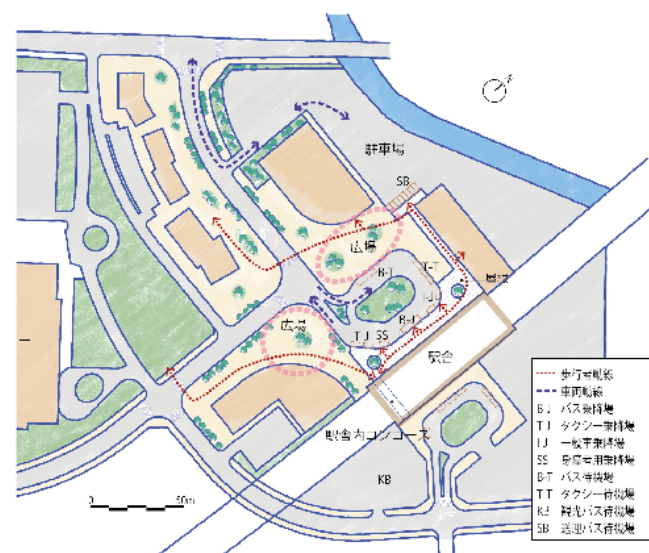 駐車場
SB
広場
B-T
T-T
屋根
I-J
B-J
広場
TJ SS
駅舎
駅舎内コンコース
KB
0 50m
歩行者動線
車両動線
BJ バス乗降場
TJ タクシー乗降場
IJ 一般車乗降場
SS 身障者用乗降場
B-T バス待機場
TT タクシー待機場
KB 観光バス待機場
SB 送迎バス待機場